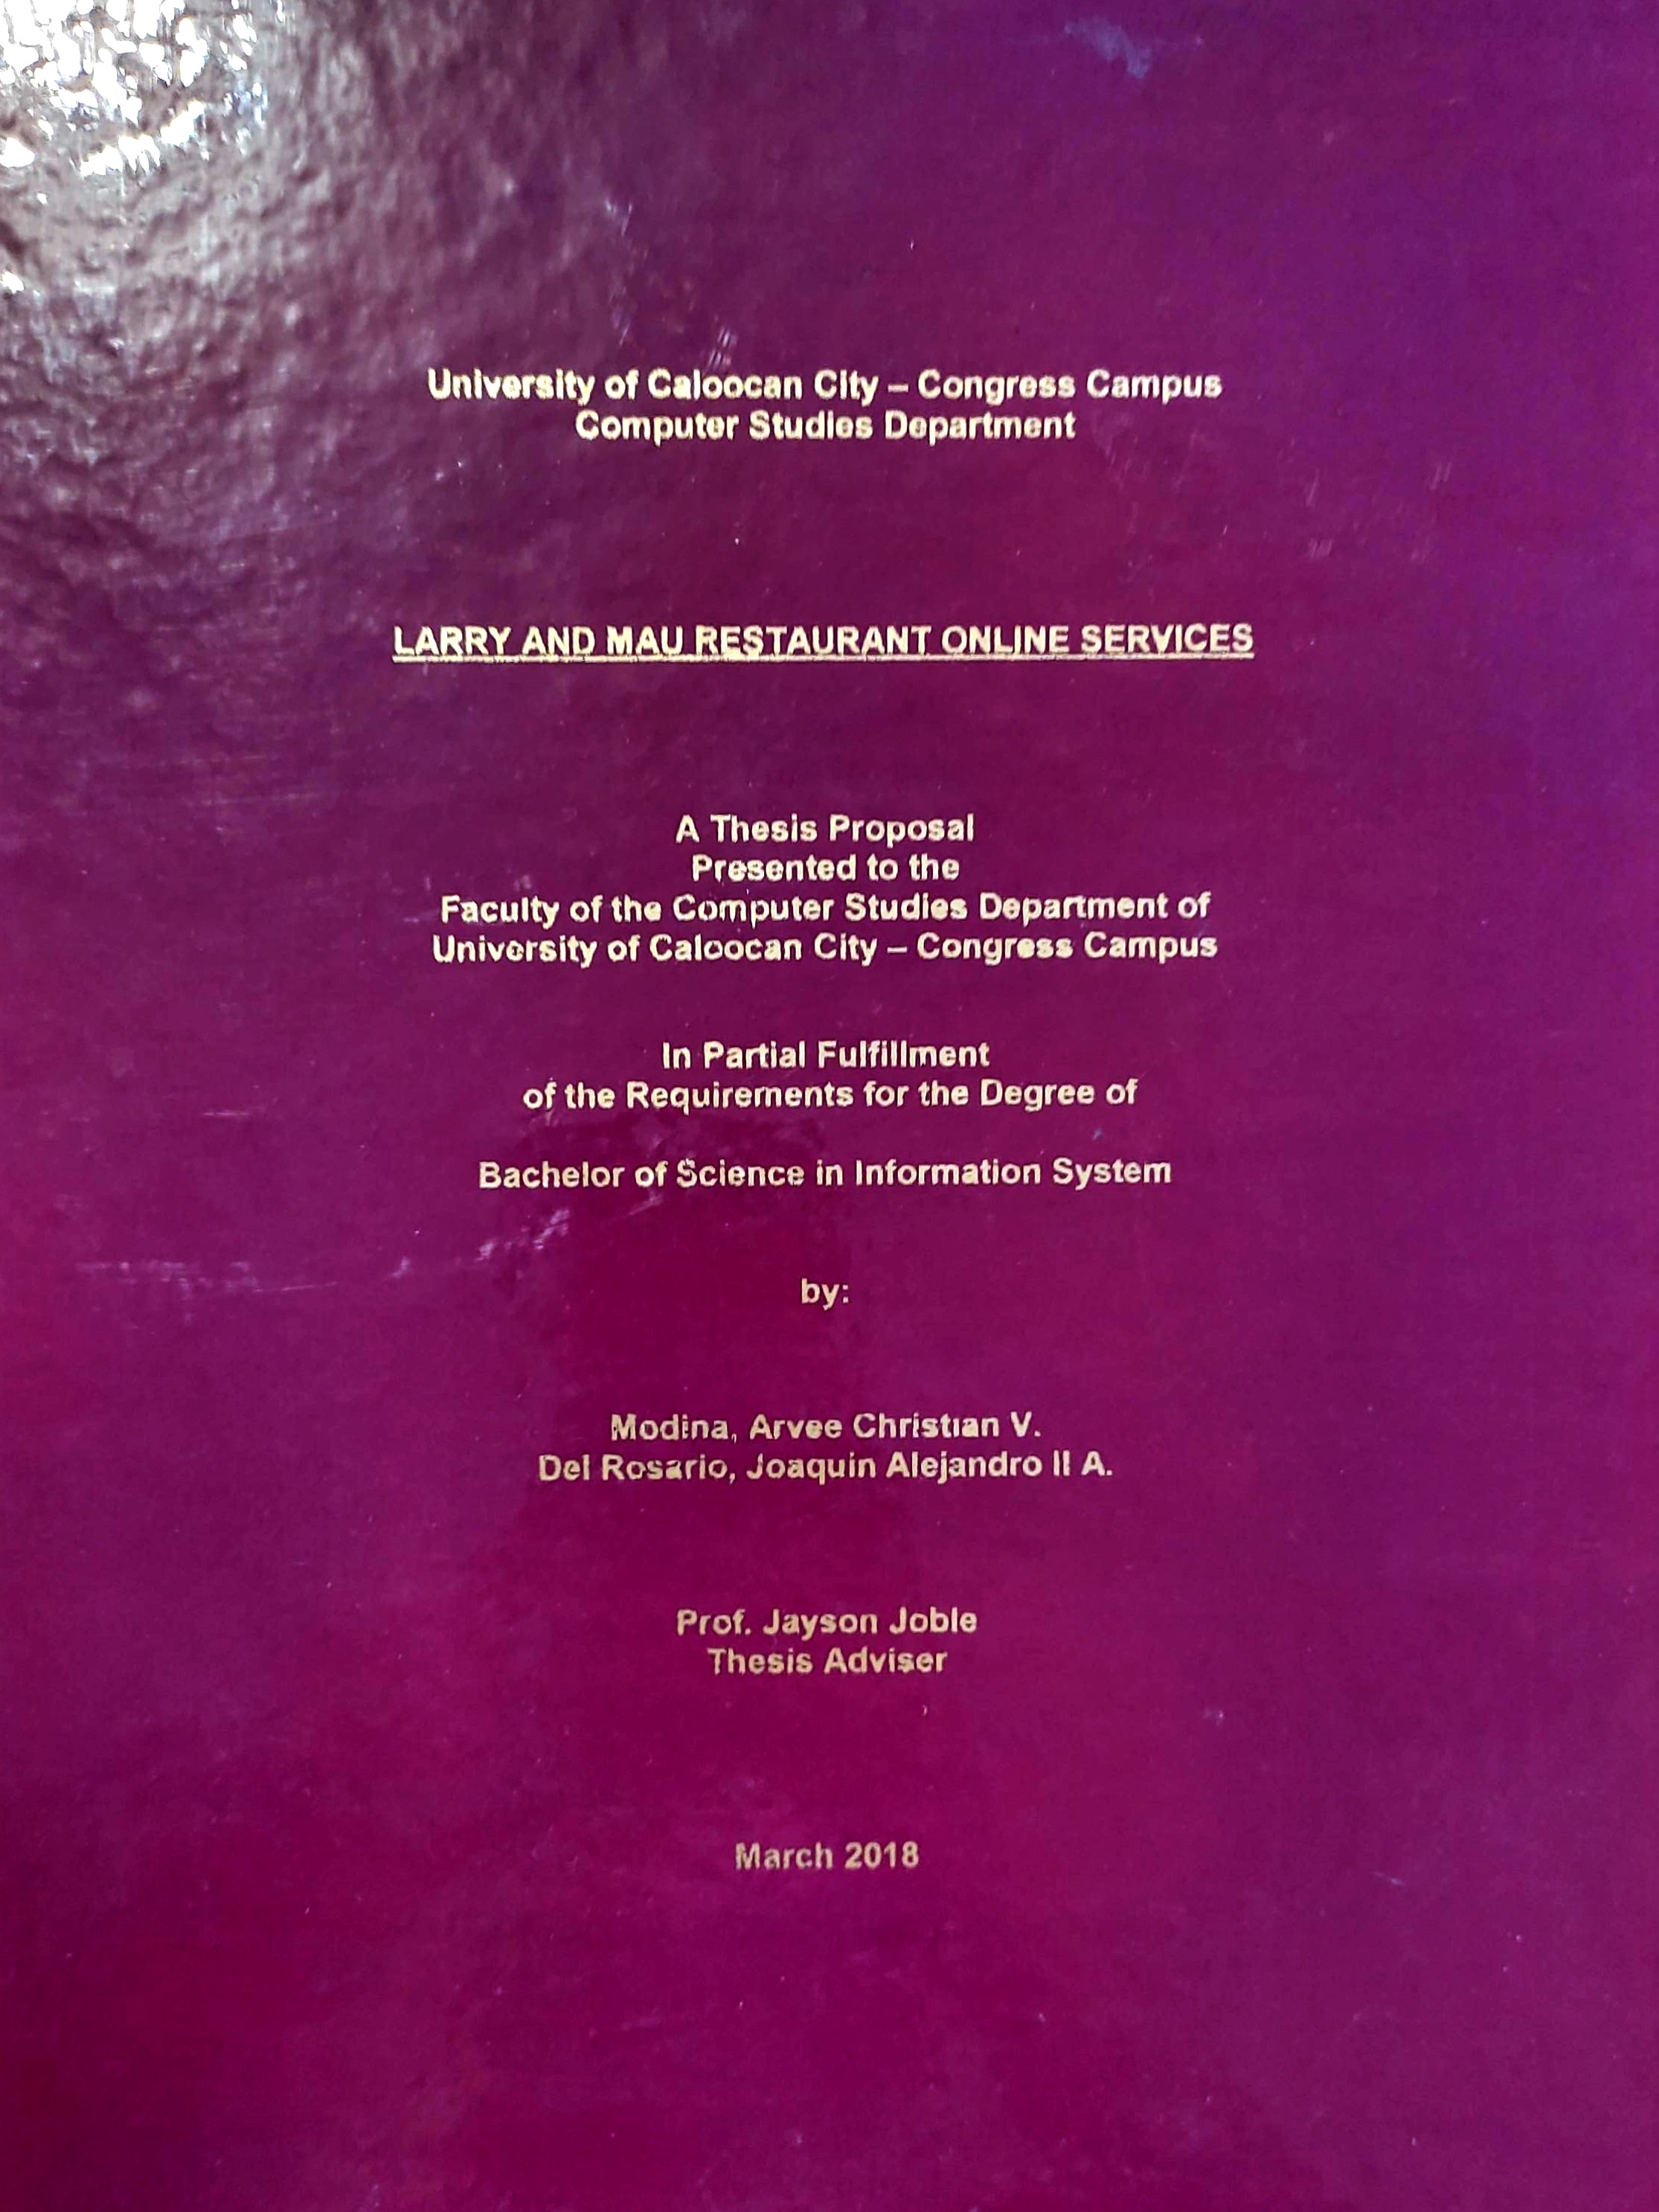 University of Caloocan City – Congress Campus
Computer Studies Department
LARRY AND MAU RESTAURANT ONLINE SERVICES
A Thesis Proposal
Presented to the
Faculty of the Computer Studies Department of
University of Caloocan City – Congress Campus
In Partial Fulfillment
of the Requirements for the Degree of
Bachelor of Science in Information System
by:
Modina, Arvee Christian V.
Del Rosario, Joaquin Alejandro II A.
Prof. Jayson Joble
Thesis Adviser
March 2018